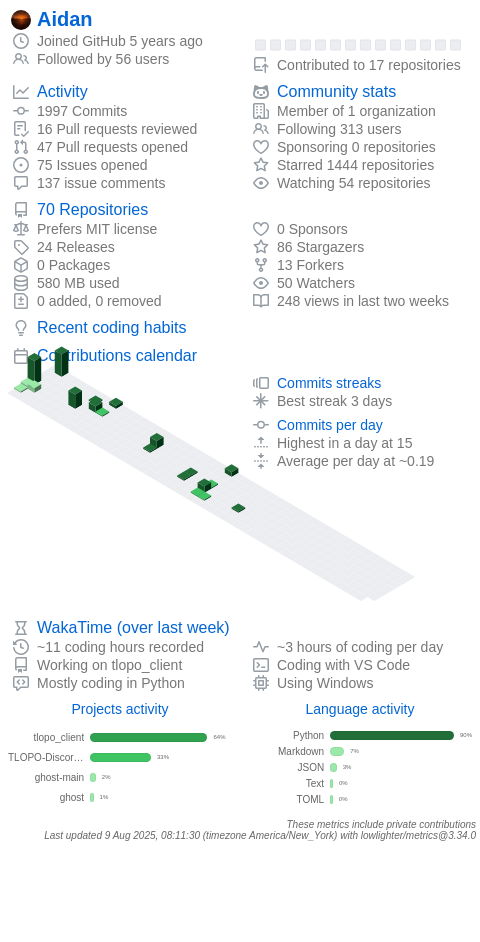 Aidan
Joined GitHub 5 years ago
Followed by 56 users
Contributed to 17 repositories
Activity
1997 Commits
16 Pull requests reviewed
47 Pull requests opened
75 Issues opened
137 issue comments
Community stats
Member of 1 organization
Following 313 users
Sponsoring 0 repositories
Starred 1444 repositories
Watching 54 repositories
70 Repositories
Prefers MIT license
24 Releases
0 Packages
580 MB used
0 added, 0 removed
0 Sponsors
86 Stargazers
13 Forkers
50 Watchers
248 views in last two weeks
Recent coding habits
Contributions calendar
Commits streaks
Best streak 3 days
Commits per day
Highest in a day at 15
Average per day at ~0.19
WakaTime (over last week)
~11 coding hours recorded
Working on tlopo_client
Mostly coding in Python
~3 hours of coding per day
Coding with VS Code
Using Windows
Projects activity
tlopo_client 64%
TLOPO-Discor… 33%
ghost-main 2%
ghost 1%
Language activity
Python 90%
Markdown 7%
JSON 3%
Text 0%
TOML 0%
These metrics include private contributions
Last updated 9 Aug 2025, 08:11:30 (timezone America/New_York) with lowlighter/metrics@3.34.0